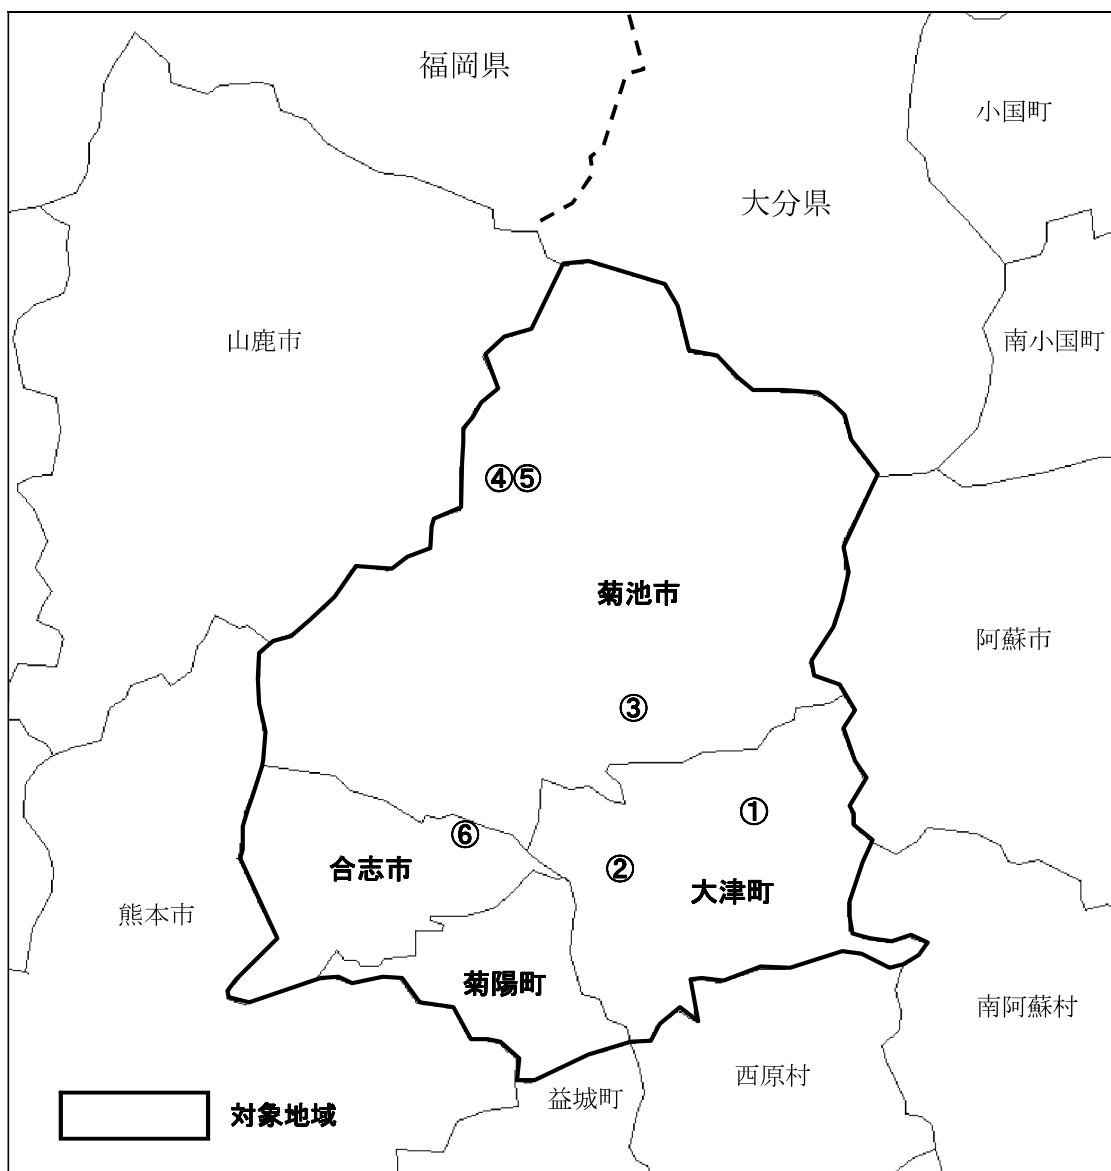 福岡県
小国町
大分県
山鹿市
南小国町
④⑤
菊池市
阿蘇市
③
①
⑥
②
合志市
大津町
熊本市
菊陽町
南阿蘇村
西原村
益城町
対象地域